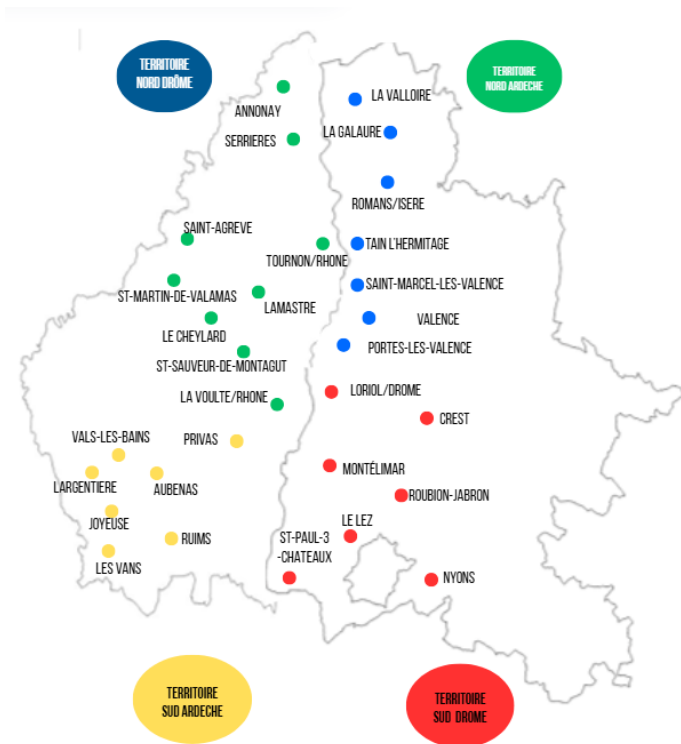 TERRITOIRE
NORD DRÔME
TERRITOIRE
NORD ARDECHE
LA VALLOIRE
ANNONAY
LA GALAURE
SERRIERES
ROMANS/ISERE
SAINT-AGREVE
TAIN L'HERMITAGE
TOURNON/RHONE
SAINT-MARCEL-LES-VALENCE
ST-MARTIN-DE-VALAMAS
LAMASTRE
VALENCE
LE CHEYLARD
PORTES-LES-VALENCE
ST-SAUVEUR-DE-MONTAGUT
LORIOL/DROME
LA VOULTE/RHONE
CREST
VALS-LES-BAINS
PRIVAS
MONTÉLIMAR
LARGENTIERE
AUBENAS
ROUBION-JABRON
JOYEUSE
LE LEZ
RUIMS
ST-PAUL-3
-CHATEAUX
LES VANS
NYONS
TERRITOIRE
SUD ARDECHE
TERRITOIRE
SUD DROME